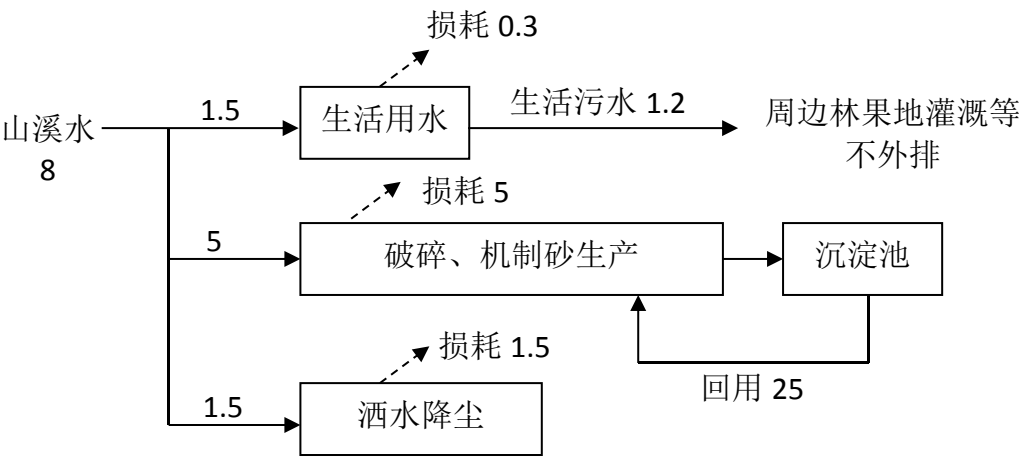 损耗 0.3
山溪水
8
1.5
生活用水
生活污水 1.2
周边林果地灌溉等
不外排
损耗 5
5
破碎、机制砂生产
沉淀池
回用 25
损耗 1.5
1.5
洒水降尘